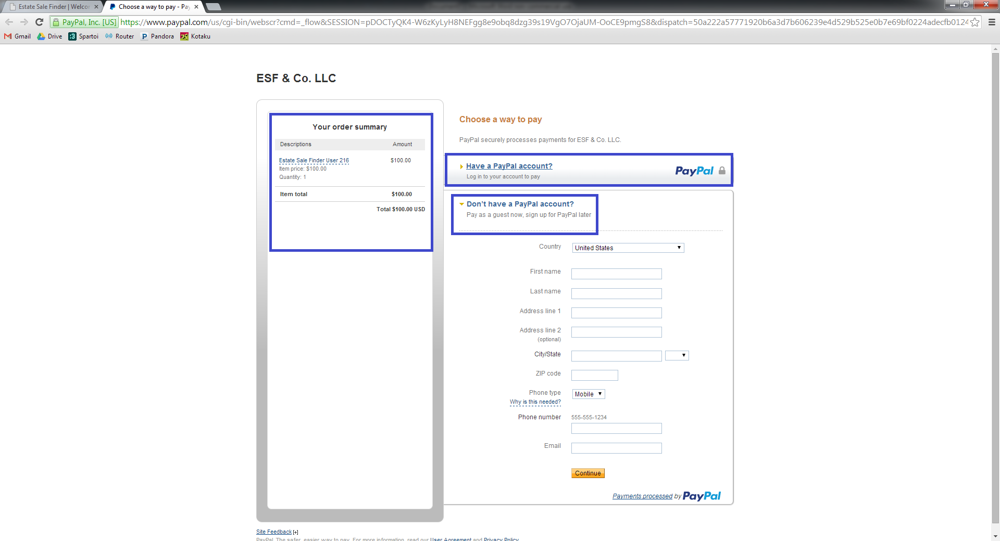 Estate Sale Finder | Welcor
Choose a way to pay - Pay
PayPal, Inc. [US]
https://www.paypal.com/us/cgi-bin/webscr?cmd=_flow&SESSION=pDOCTyQK4-W6zKyLyH8NEFgg8e9obq8dzg39s19VgO7OjaUM-OoCE9pmgS8&dispatch=50a222a57771920b6a3d7b606239e4d529b525e0b7e69bf0224adecfb0124
Gmail Drive Spartoi Router Pandora Kotaku
ESF & Co. LLC
Your order summary
Descriptions Amount
Estate Sale Finder User 216 $100.00
Item price: $100.00
Quantity: 1
Item total $100.00
Total $100.00 USD
Choose a way to pay
PayPal securely processes payments for ESF & Co. LLC.
Have a PayPal account?
Log in to your account to pay
PayPal
Don't have a PayPal account?
Pay as a guest now, sign up for PayPal later
Country United States
First name
Last name
Address line 1
Address line 2
(optional)
City/State
ZIP code
Phone type Mobile
Why is this needed?
Phone number 555-555-1234
Email
Continue
Payments processed by PayPal
Site Feedback [+]
PayPal. The safer, easier way to pay. For more information, read our User Agreement and Privacy Policy.